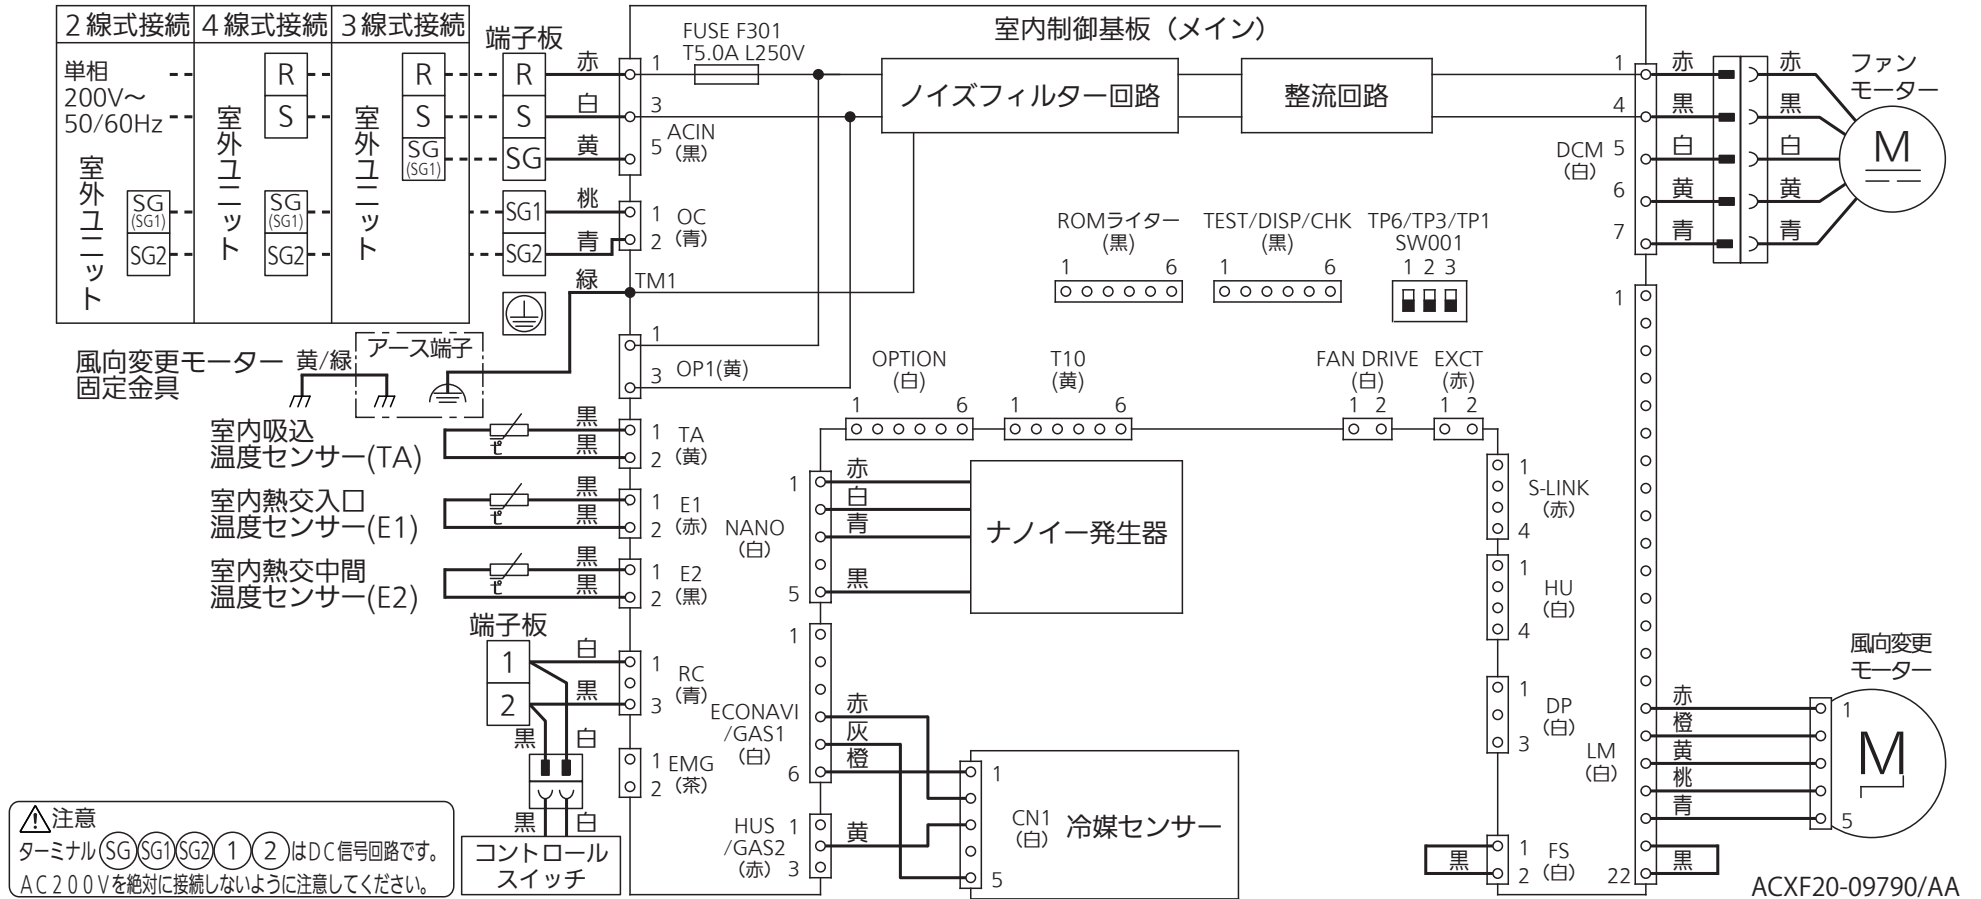 2線式接続 4線式接続 3線式接続
単相
200V～
50/60Hz
室外ユニット
SG
(SG1)
SG2
R
S
室外ユニット
SG
(SG1)
SG2
R
S
SG
(SG1)
室外ユニット
端子板
R
S
SG
SG1
SG2
赤
白
黄
桃
青
緑
1
3
5
ACIN
(黒)
1
2
OC
(青)
TM1
1
3
OP1(黄)
FUSE F301
T5.0A L250V
室内制御基板（メイン）
ノイズフィルター回路
整流回路
1
4
5
6
7
DCM
(白)
赤 赤
黒 黒
白 白
黄 黄
青 青
ファン
モーター
M
ROMライター
(黒)
1 6
TEST/DISP/CHK
(黒)
1 6
TP6/TP3/TP1
SW001
1 2 3
風向変更モーター
固定金具
黄/緑
アース端子
室内吸込
温度センサー(TA)
ピ
黒
黒
1
2
TA
(黄)
室内熱交入口
温度センサー(E1)
ピ
黒
黒
1
2
E1
(赤)
室内熱交中間
温度センサー(E2)
ピ
黒
黒
1
2
E2
(黒)
端子板
1
2
白
黒
1
3
RC
(青)
黒 白
1
2
EMG
(茶)
黒 白
コントロール
スイッチ
OPTION
(白)
1 6
T10
(黄)
1 6
FAN DRIVE
(白)
1 2
EXCT
(赤)
1 2
NANO
(白)
1
5
赤
白
青
黒
ナノイー発生器
ECONAVI
/GAS1
(白)
1
6
赤
灰
橙
HUS
/GAS2
(赤)
1
3
黄
1
5
CN1
(白)
冷媒センサー
1
4
S-LINK
(赤)
1
4
HU
(白)
1
3
DP
(白)
1
2
FS
(白)
黒
1
22
LM
(白)
赤
橙
黄
桃
青
黒
1
5
風向変更
モーター
M
注意
ターミナル SG SG1 SG2 1 2 はDC信号回路です。
AC200Vを絶対に接続しないように注意してください。
ACXF20-09790/AA